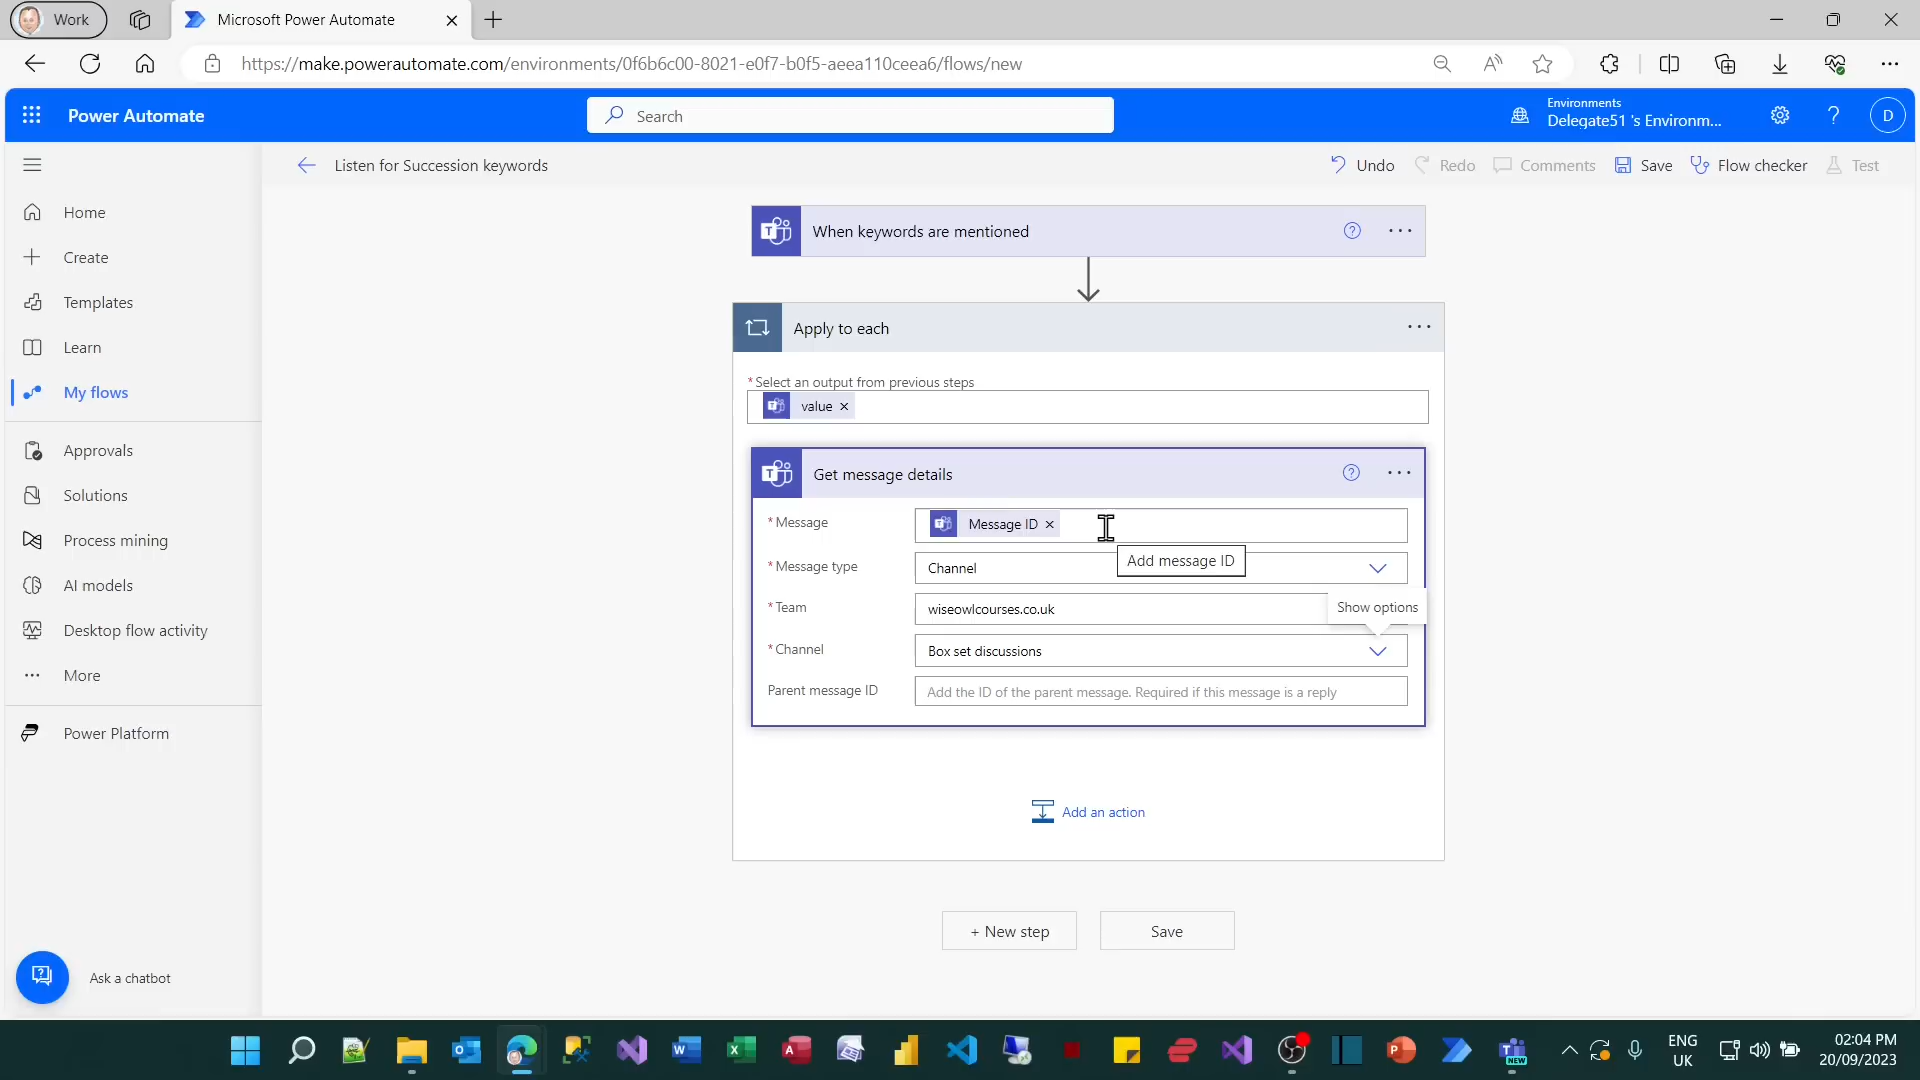 Work
Microsoft Power Automate
https://make.powerautomate.com/environments/0f6b6c00-8021-e0f7-b0f5-aeea110ceea6/flows/new
Power Automate
Search
Environments
Delegate51 's Environm...
D
Listen for Succession keywords
Undo
Redo
Comments
Save
Flow checker
Test
Home
Create
Templates
Learn
My flows
Approvals
Solutions
Process mining
AI models
Desktop flow activity
More
Power Platform
Ask a chatbot
When keywords are mentioned
Apply to each
* Select an output from previous steps
value
Get message details
* Message
Message ID
Add message ID
* Message type
Channel
* Team
wiseowlcourses.co.uk
Show options
* Channel
Box set discussions
Parent message ID
Add the ID of the parent message. Required if this message is a reply
Add an action
+ New step
Save
ENG
UK
02:04 PM
20/09/2023